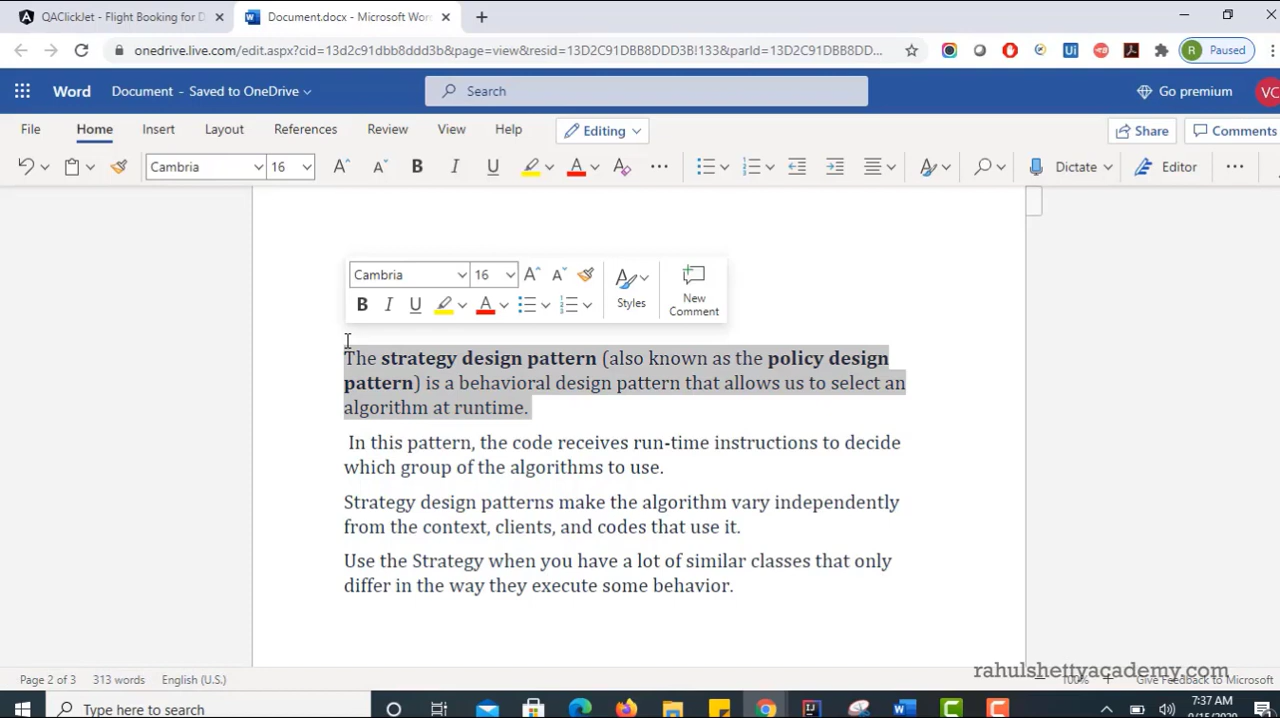 QAClickJet - Flight Booking for D
Document.docx - Microsoft Word
onedrive.live.com/edit.aspx?cid=13d2c91dbb8ddd3b&page=view&resid=13D2C91DBB8DDD3B!133&parId=13D2C91DBB8DD...
R Paused
Word Document - Saved to OneDrive Search Go premium VC
File Home Insert Layout References Review View Help Editing Share Comments
Cambria 16 A A B I U A A Dictate Editor
Cambria 16 A A
B I U A Styles New
Comment
The strategy design pattern (also known as the policy design
pattern) is a behavioral design pattern that allows us to select an
algorithm at runtime.
In this pattern, the code receives run-time instructions to decide
which group of the algorithms to use.
Strategy design patterns make the algorithm vary independently
from the context, clients, and codes that use it.
Use the Strategy when you have a lot of similar classes that only
differ in the way they execute some behavior.
rahulshettyacademy.com
Page 2 of 3 313 words English (U.S.) 100% Give Feedback to Microsoft
Type here to search 7:37 AM